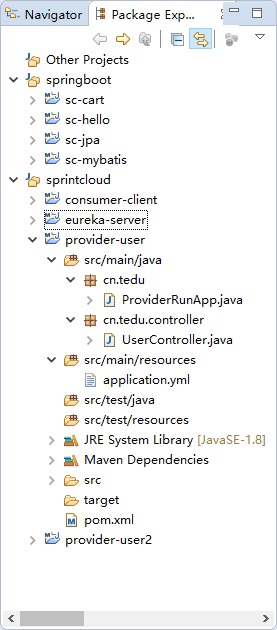 Navigator
Package Exp...
Other Projects
springboot
sc-cart
sc-hello
sc-jpa
sc-mybatis
sprintcloud
consumer-client
eureka-server
provider-user
src/main/java
cn.tedu
ProviderRunApp.java
cn.tedu.controller
UserController.java
src/main/resources
application.yml
src/test/java
src/test/resources
JRE System Library [JavaSE-1.8]
Maven Dependencies
src
target
pom.xml
provider-user2